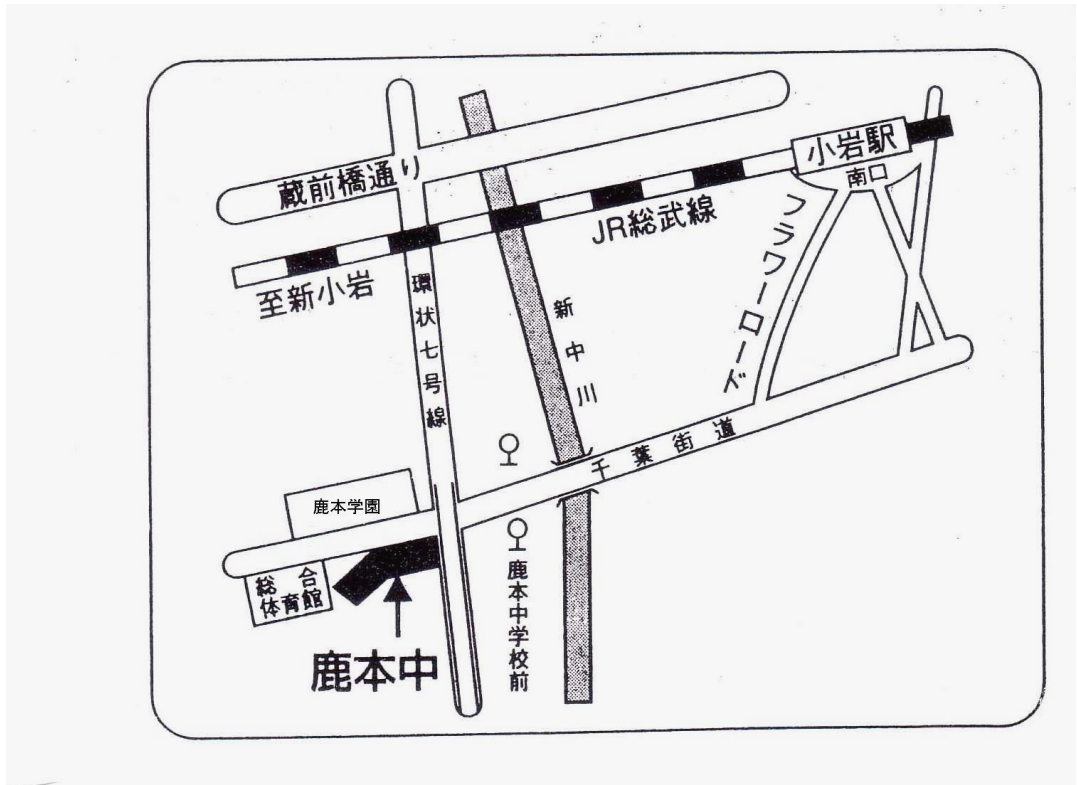 小岩駅
南口
蔵前橋通り
JR総武線
至新小岩
フラワーロード
環状七号線
新中川
千葉街道
鹿本学園
総合
体育館
鹿本中学校前
鹿本中